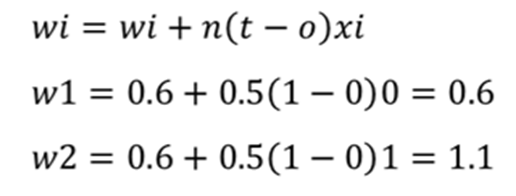 wi = wi + n(t − o)xi
w1 = 0.6 + 0.5(1 − 0)0 = 0.6
w2 = 0.6 + 0.5(1 − 0)1 = 1.1